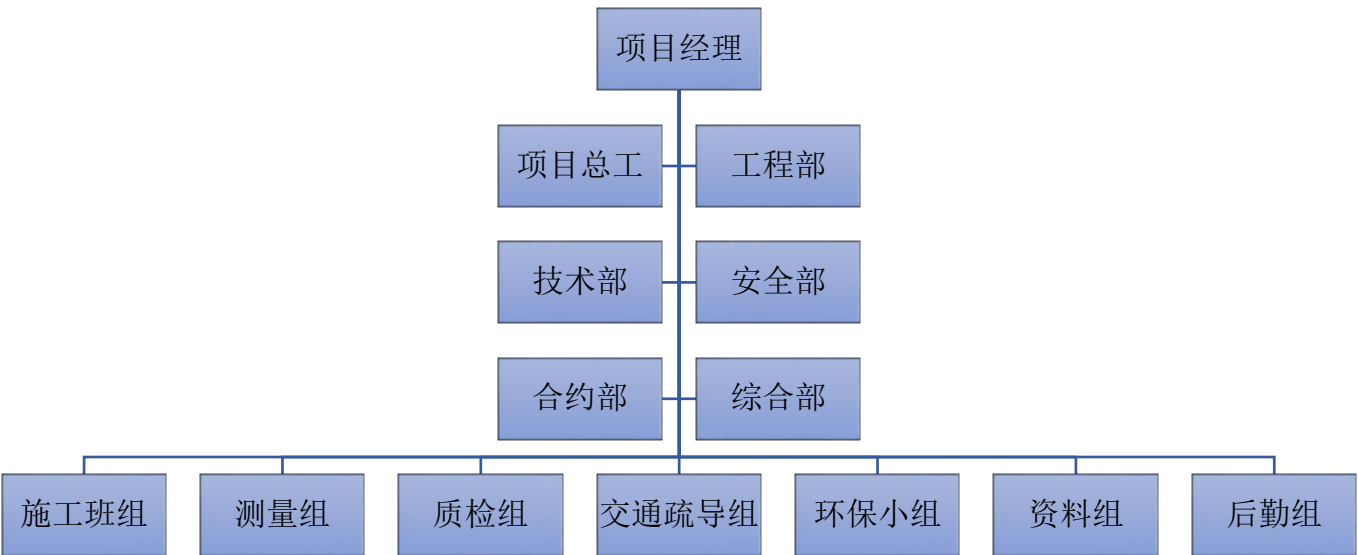 项目经理
项目总工
工程部
技术部
安全部
合约部
综合部
施工班组
测量组
质检组
交通疏导组
环保小组
资料组
后勤组